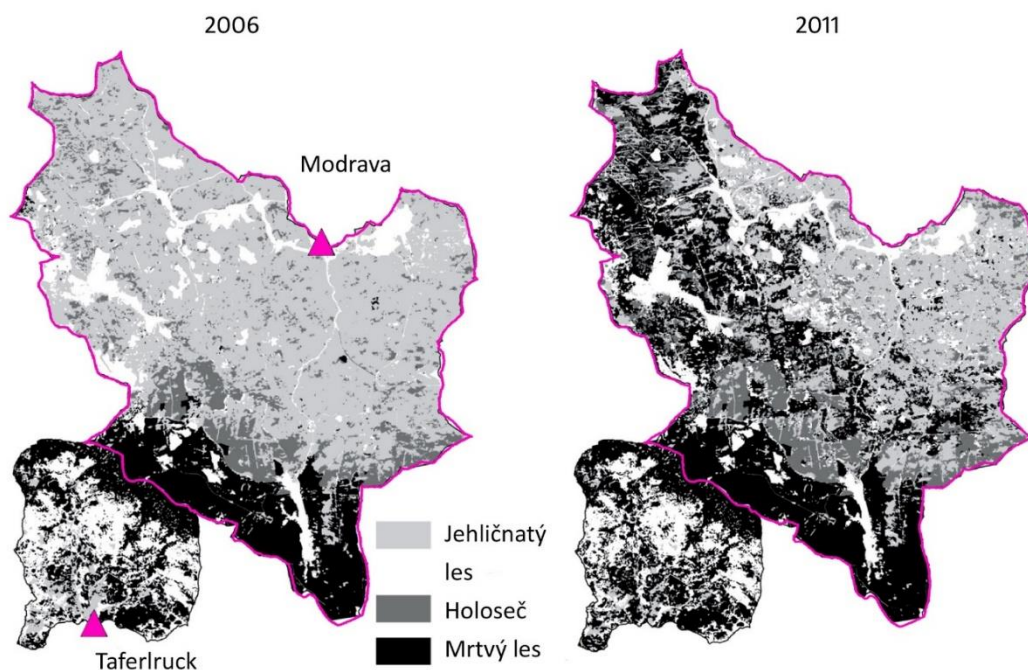 2006
2011
Modrava
Jehličnatý
les
Holoseč
Mrtvý les
Taferlruck